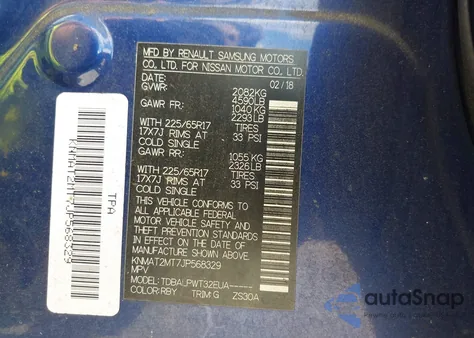 MFD BY RENAULT SAMSUNG MOTORS
CO., LTD. FOR NISSAN MOTOR CO., LTD.
DATE: 02/18
GVWR: 2082KG
4590LB
GAWR FR: 1040KG
2293LB
WITH 225/65R17 TIRES
17X7J RIMS AT 33 PSI
COLD SINGLE
GAWR RR: 1055KG
2326LB
WITH 225/65R17 TIRES
17X7J RIMS AT 33 PSI
COLD SINGLE
THIS VEHICLE CONFORMS TO
ALL APPLICABLE U.S. FEDERAL
MOTOR VEHICLE SAFETY AND
THEFT PREVENTION STANDARDS
IN EFFECT ON THE DATE OF
MANUFACTURE SHOWN ABOVE.
KNMAT2MT7JP568329
MPV
MODEL: TDBALPWT32EUA-----
COLOR:RBY TRIM:G ZS30A
KNMAT2MT7JP568329
TPA
autoSnap